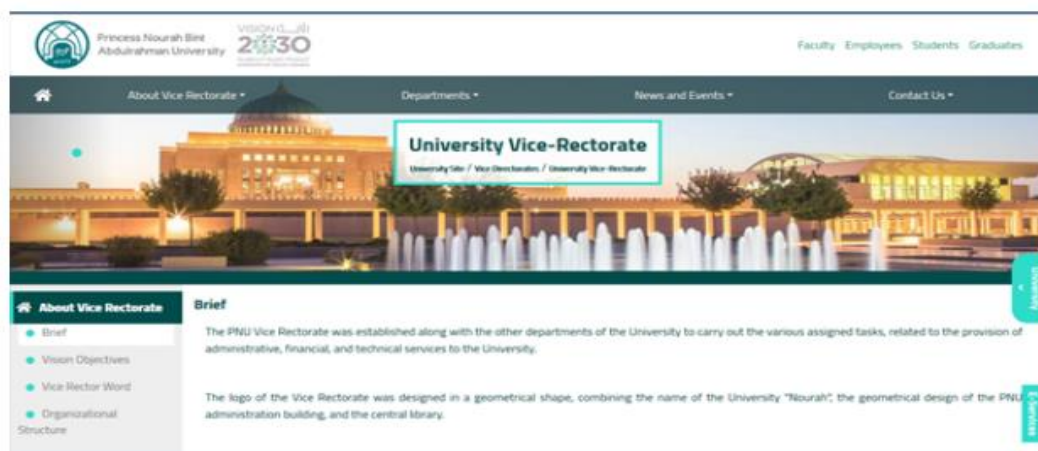 Princess Nourah Bint
Abdulrahman University
VISION رؤية
2030
Faculty Employees Students Graduates
About Vice Rectorate
Departments
News and Events
Contact Us
University Vice-Rectorate
University Site / Vice Directorates / University Vice-Rectorate
University
About Vice Rectorate
Brief
Vision Objectives
Vice Rector Word
Organizational
Structure
Brief
The PNU Vice Rectorate was established along with the other departments of the University to carry out the various assigned tasks, related to the provision of
administrative, financial, and technical services to the University.
The logo of the Vice Rectorate was designed in a geometrical shape, combining the name of the University "Nourah", the geometrical design of the PNU
administration building, and the central library.
E-Services